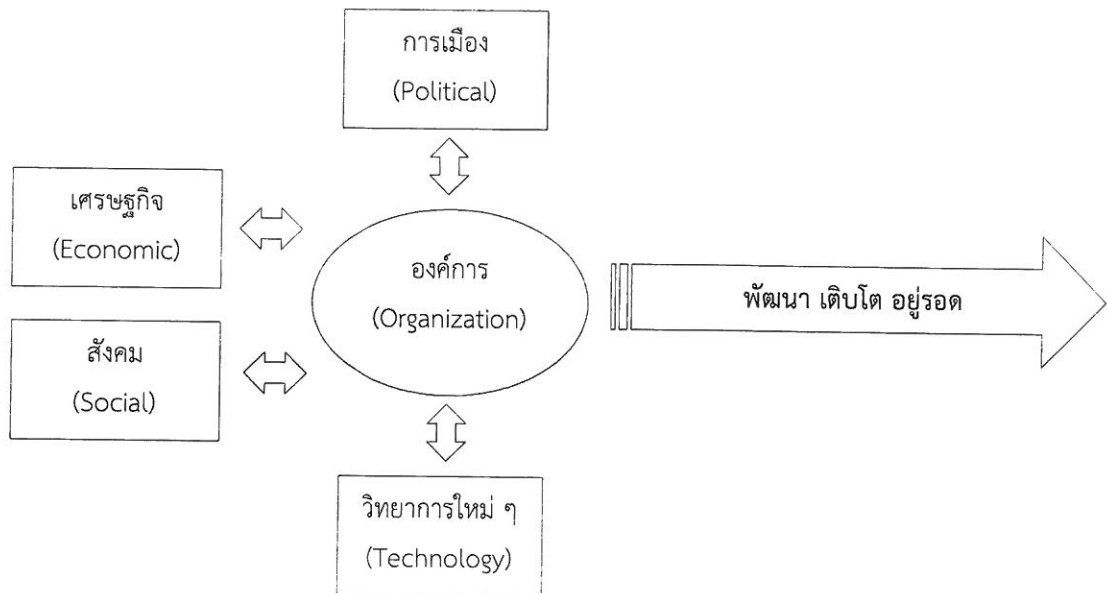 การเมือง
(Political)
เศรษฐกิจ
(Economic)
องค์การ
(Organization)
พัฒนา เติบโต อยู่รอด
สังคม
(Social)
วิทยาการใหม่ ๆ
(Technology)